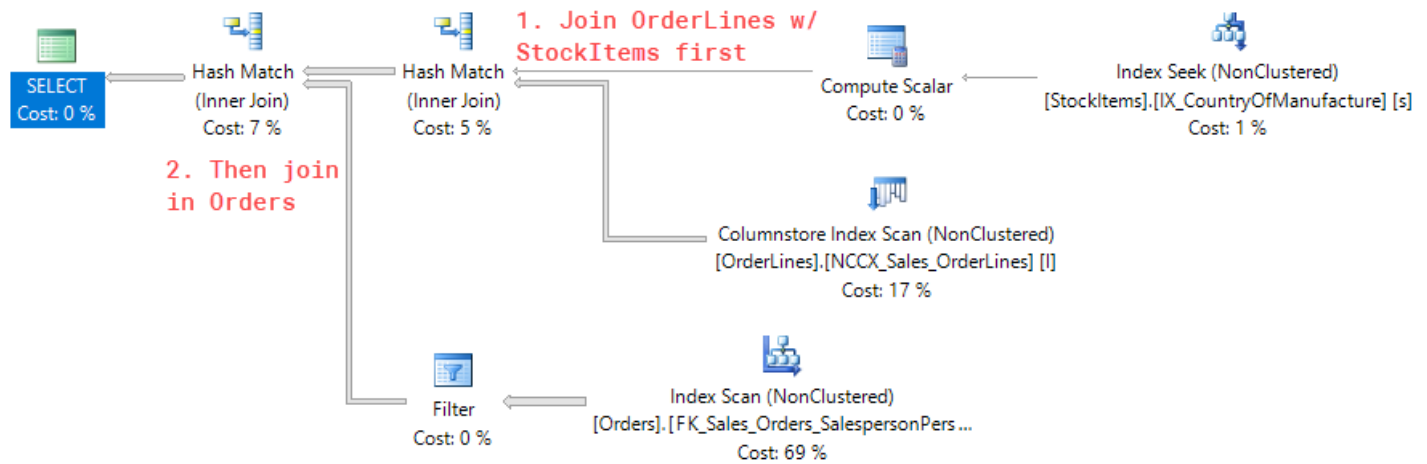 1. Join OrderLines w/
StockItems first
SELECT
Cost: 0 %
Hash Match
(Inner Join)
Cost: 7 %
Hash Match
(Inner Join)
Cost: 5 %
Compute Scalar
Cost: 0 %
Index Seek (NonClustered)
[StockItems].[IX_CountryOfManufacture] [s]
Cost: 1 %
2. Then join
in Orders
Columnstore Index Scan (NonClustered)
[OrderLines].[NCCX_Sales_OrderLines] [l]
Cost: 17 %
Filter
Cost: 0 %
Index Scan (NonClustered)
[Orders].[FK_Sales_Orders_SalespersonPers...
Cost: 69 %